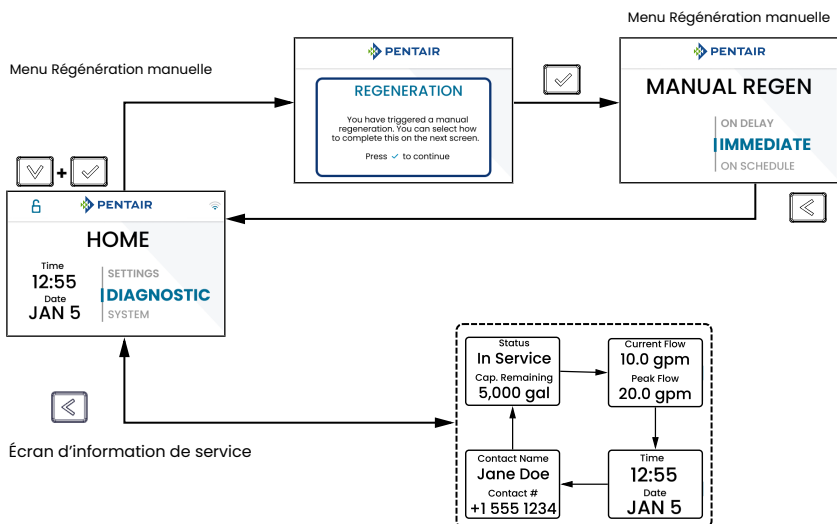 Menu Régénération manuelle
Menu Régénération manuelle
PENTAIR
REGENERATION
You have triggered a manual
regeneration. You can select how
to complete this on the next screen.
Press ✓ to continue
PENTAIR
MANUAL REGEN
ON DELAY
IMMEDIATE
ON SCHEDULE
+
PENTAIR
HOME
Time
12:55
Date
JAN 5
SETTINGS
DIAGNOSTIC
SYSTEM
Écran d’information de service
Status
In Service
Cap. Remaining
5,000 gal
Current Flow
10.0 gpm
Peak Flow
20.0 gpm
Contact Name
Jane Doe
Contact #
+1 555 1234
Time
12:55
Date
JAN 5